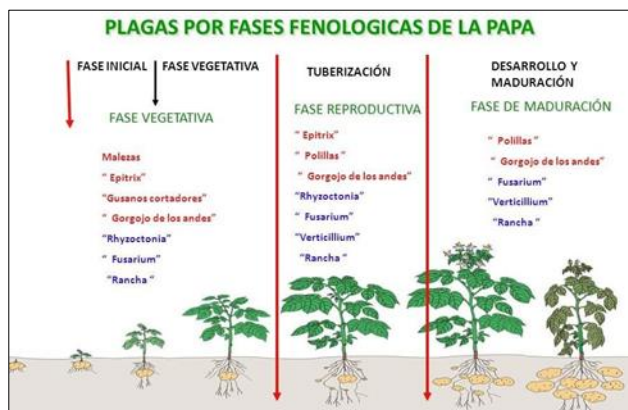 PLAGAS POR FASES FENOLOGICAS DE LA PAPA
FASE INICIAL
FASE VEGETATIVA
FASE VEGETATIVA
Malezas
“ Epitrix”
“Gusanos cortadores”
“ Gorgojo de los andes”
“Rhyzoctonia”
“ Fusarium”
“Rancha “
TUBERIZACIÓN
FASE REPRODUCTIVA
“ Epitrix”
“ Polillas “
“ Gorgojo de los andes”
“Rhyzoctonia”
“ Fusarium”
“Verticillium”
“Rancha “
DESARROLLO Y
MADURACIÓN
FASE DE MADURACIÓN
“ Polillas “
“ Gorgojo de los andes”
“ Fusarium”
“Verticillium”
“Rancha “